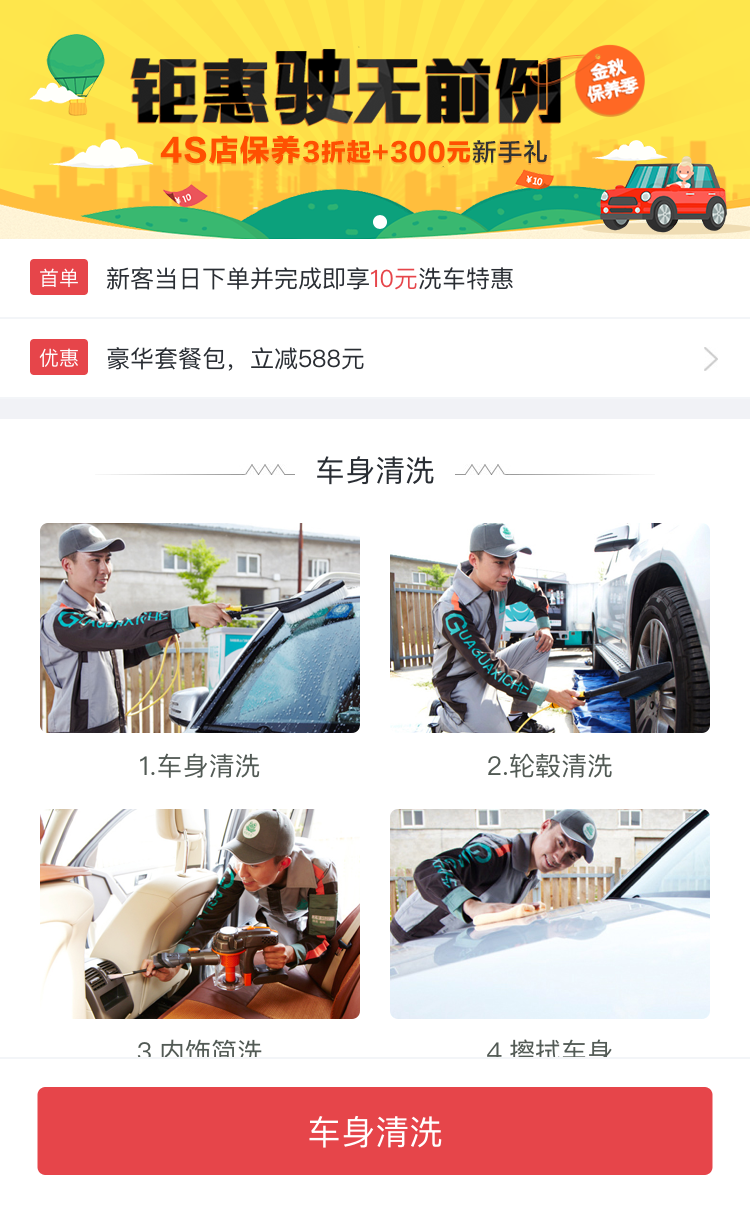 钜惠驶无前例
金秋
保养季
4S店保养3折起+300元新手礼
¥10
¥10
首单 新客当日下单并完成即享10元洗车特惠
优惠 豪华套餐包，立减588元
车身清洗
GUAGUAXICHE
GUAGUAXICHE
1.车身清洗
2.轮毂清洗
3.内饰简洗
4.擦拭车身
车身清洗